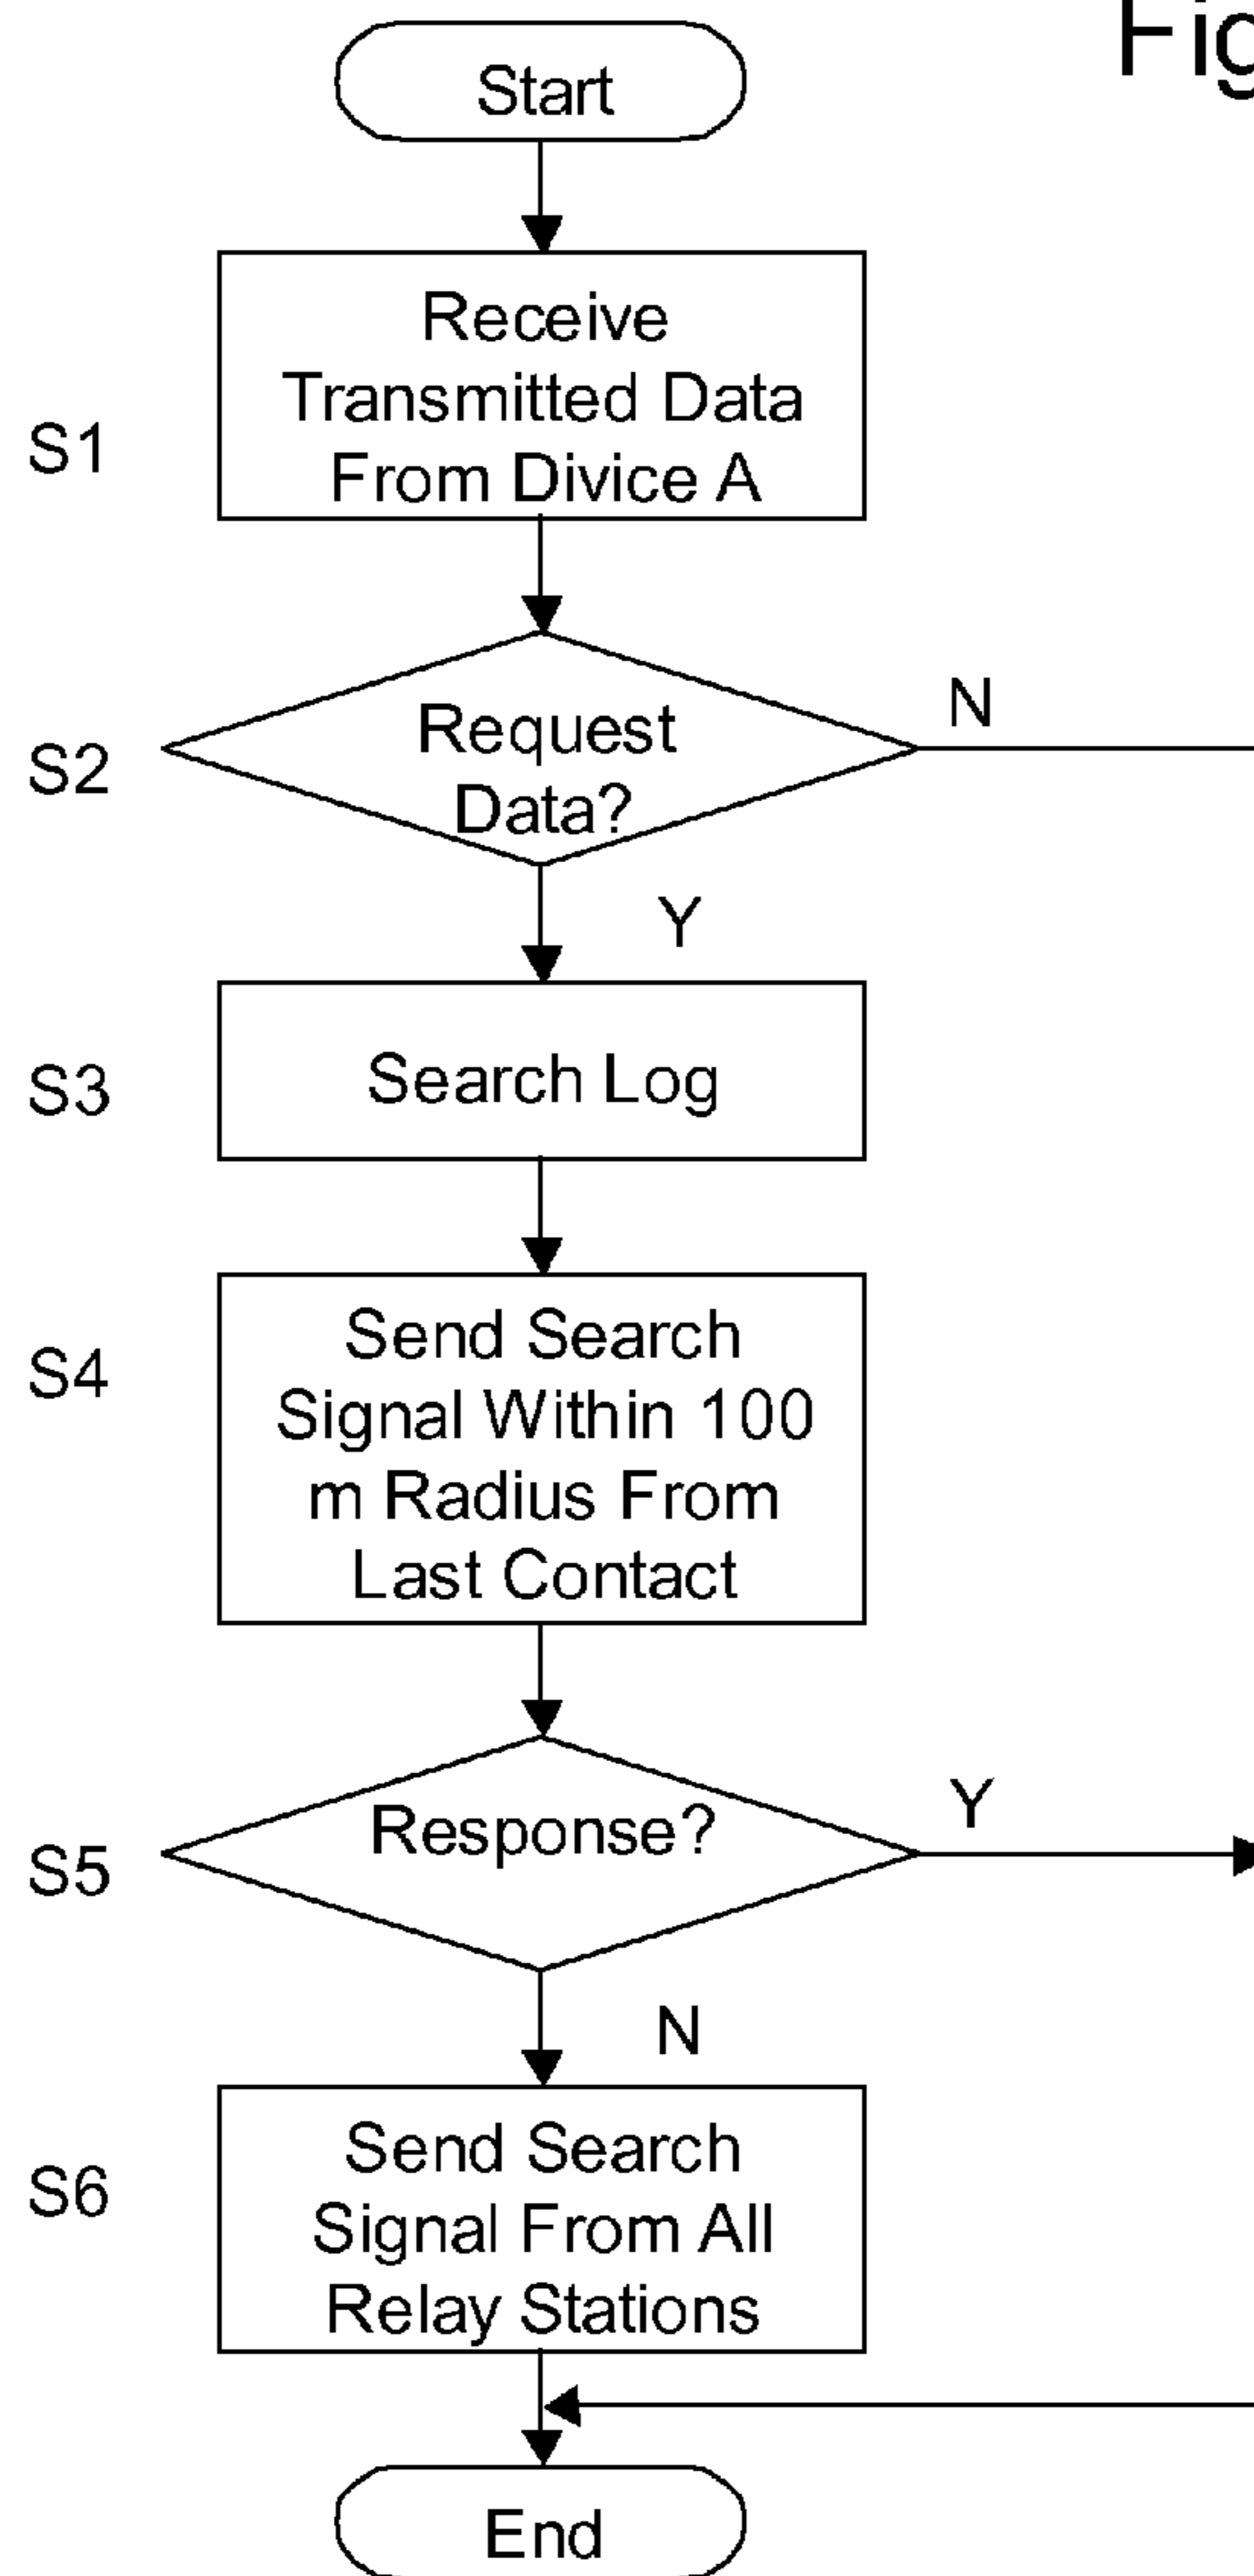 Fig
Start
S1
Receive
Transmitted Data
From Divice A
S2
Request
Data?
N
Y
S3
Search Log
S4
Send Search
Signal Within 100
m Radius From
Last Contact
S5
Response?
Y
N
S6
Send Search
Signal From All
Relay Stations
End